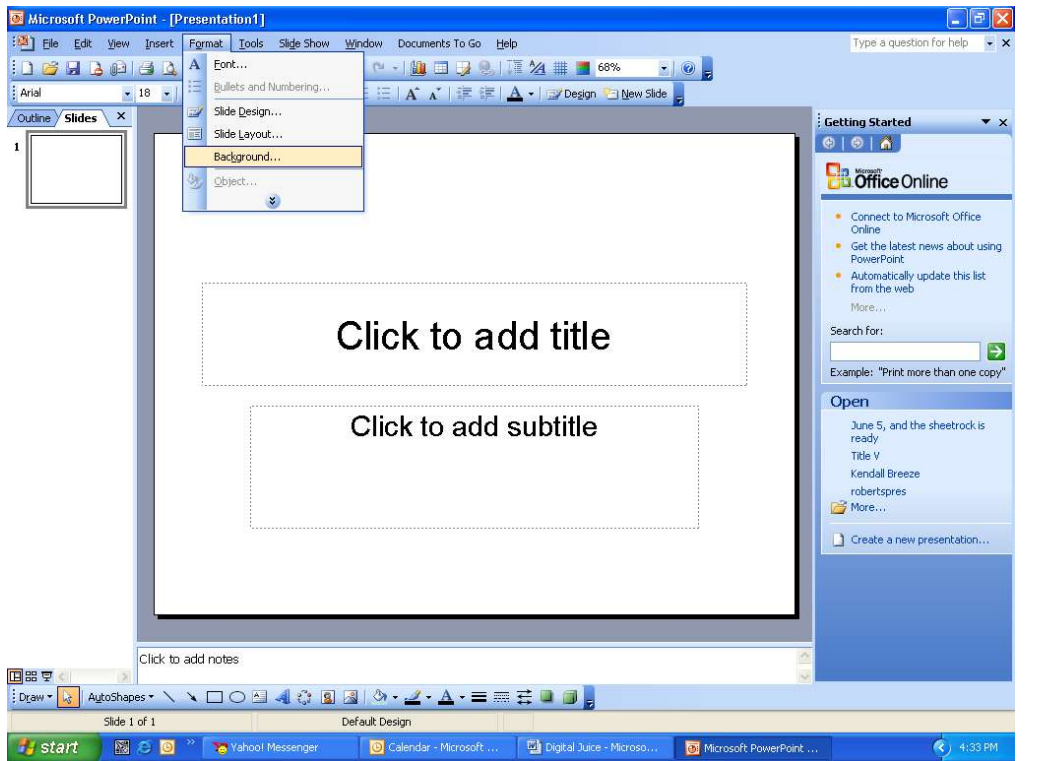 Microsoft PowerPoint - [Presentation1]
File Edit View Insert Format Tools Slide Show Window Documents To Go Help
Type a question for help
68%
Arial 18
Design New Slide
Font...
Bullets and Numbering...
Slide Design...
Slide Layout...
Background...
Object...
Outline Slides
1
Click to add title
Click to add subtitle
Getting Started
Microsoft
Office Online
Connect to Microsoft Office
Online
Get the latest news about using
PowerPoint
Automatically update this list
from the web
More...
Search for:
Example: "Print more than one copy"
Open
June 5, and the sheetrock is
ready
Title V
Kendall Breeze
robertspres
More...
Create a new presentation...
Click to add notes
Draw AutoShapes
Slide 1 of 1 Default Design
start Yahoo! Messenger Calendar - Microsoft ... Digital Juice - Microso... Microsoft PowerPoint ... 4:33 PM